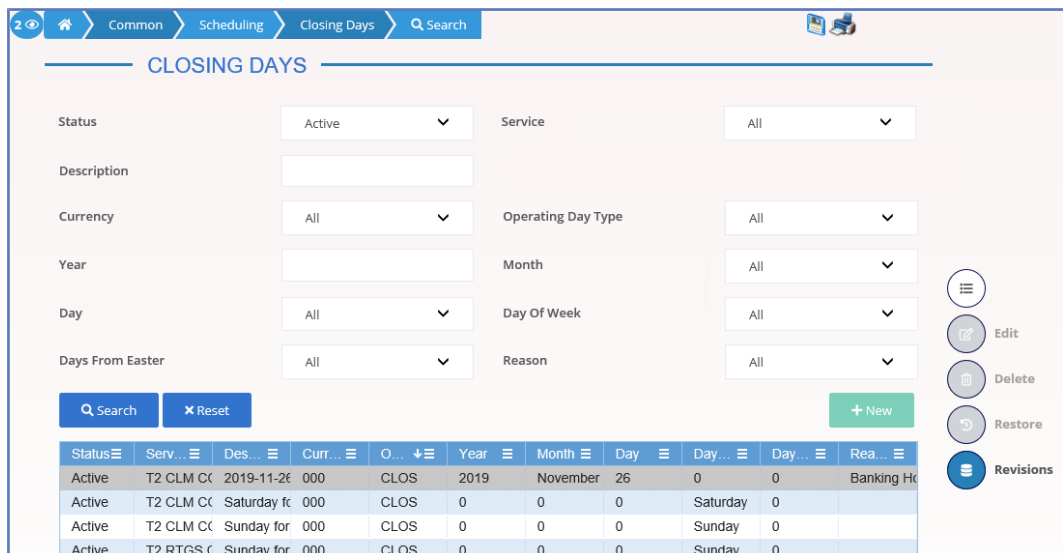 2 Common Scheduling Closing Days Search
CLOSING DAYS
Status Active Service All
Description
Currency All Operating Day Type All
Year Month All
Day All Day Of Week All
Days From Easter All Reason All
Edit
Delete
Restore
Revisions
Search Reset + New
Status Serv... Des... Curr... O... Year Month Day Day... Day... Rea...
Active T2 CLM CO 2019-11-26 000 CLOS 2019 November 26 0 0 Banking Ho
Active T2 CLM CO Saturday fo 000 CLOS 0 0 0 Saturday 0
Active T2 CLM CO Sunday for 000 CLOS 0 0 0 Sunday 0
Active T2 RTGS Sunday for 000 CLOS 0 0 0 Sunday 0